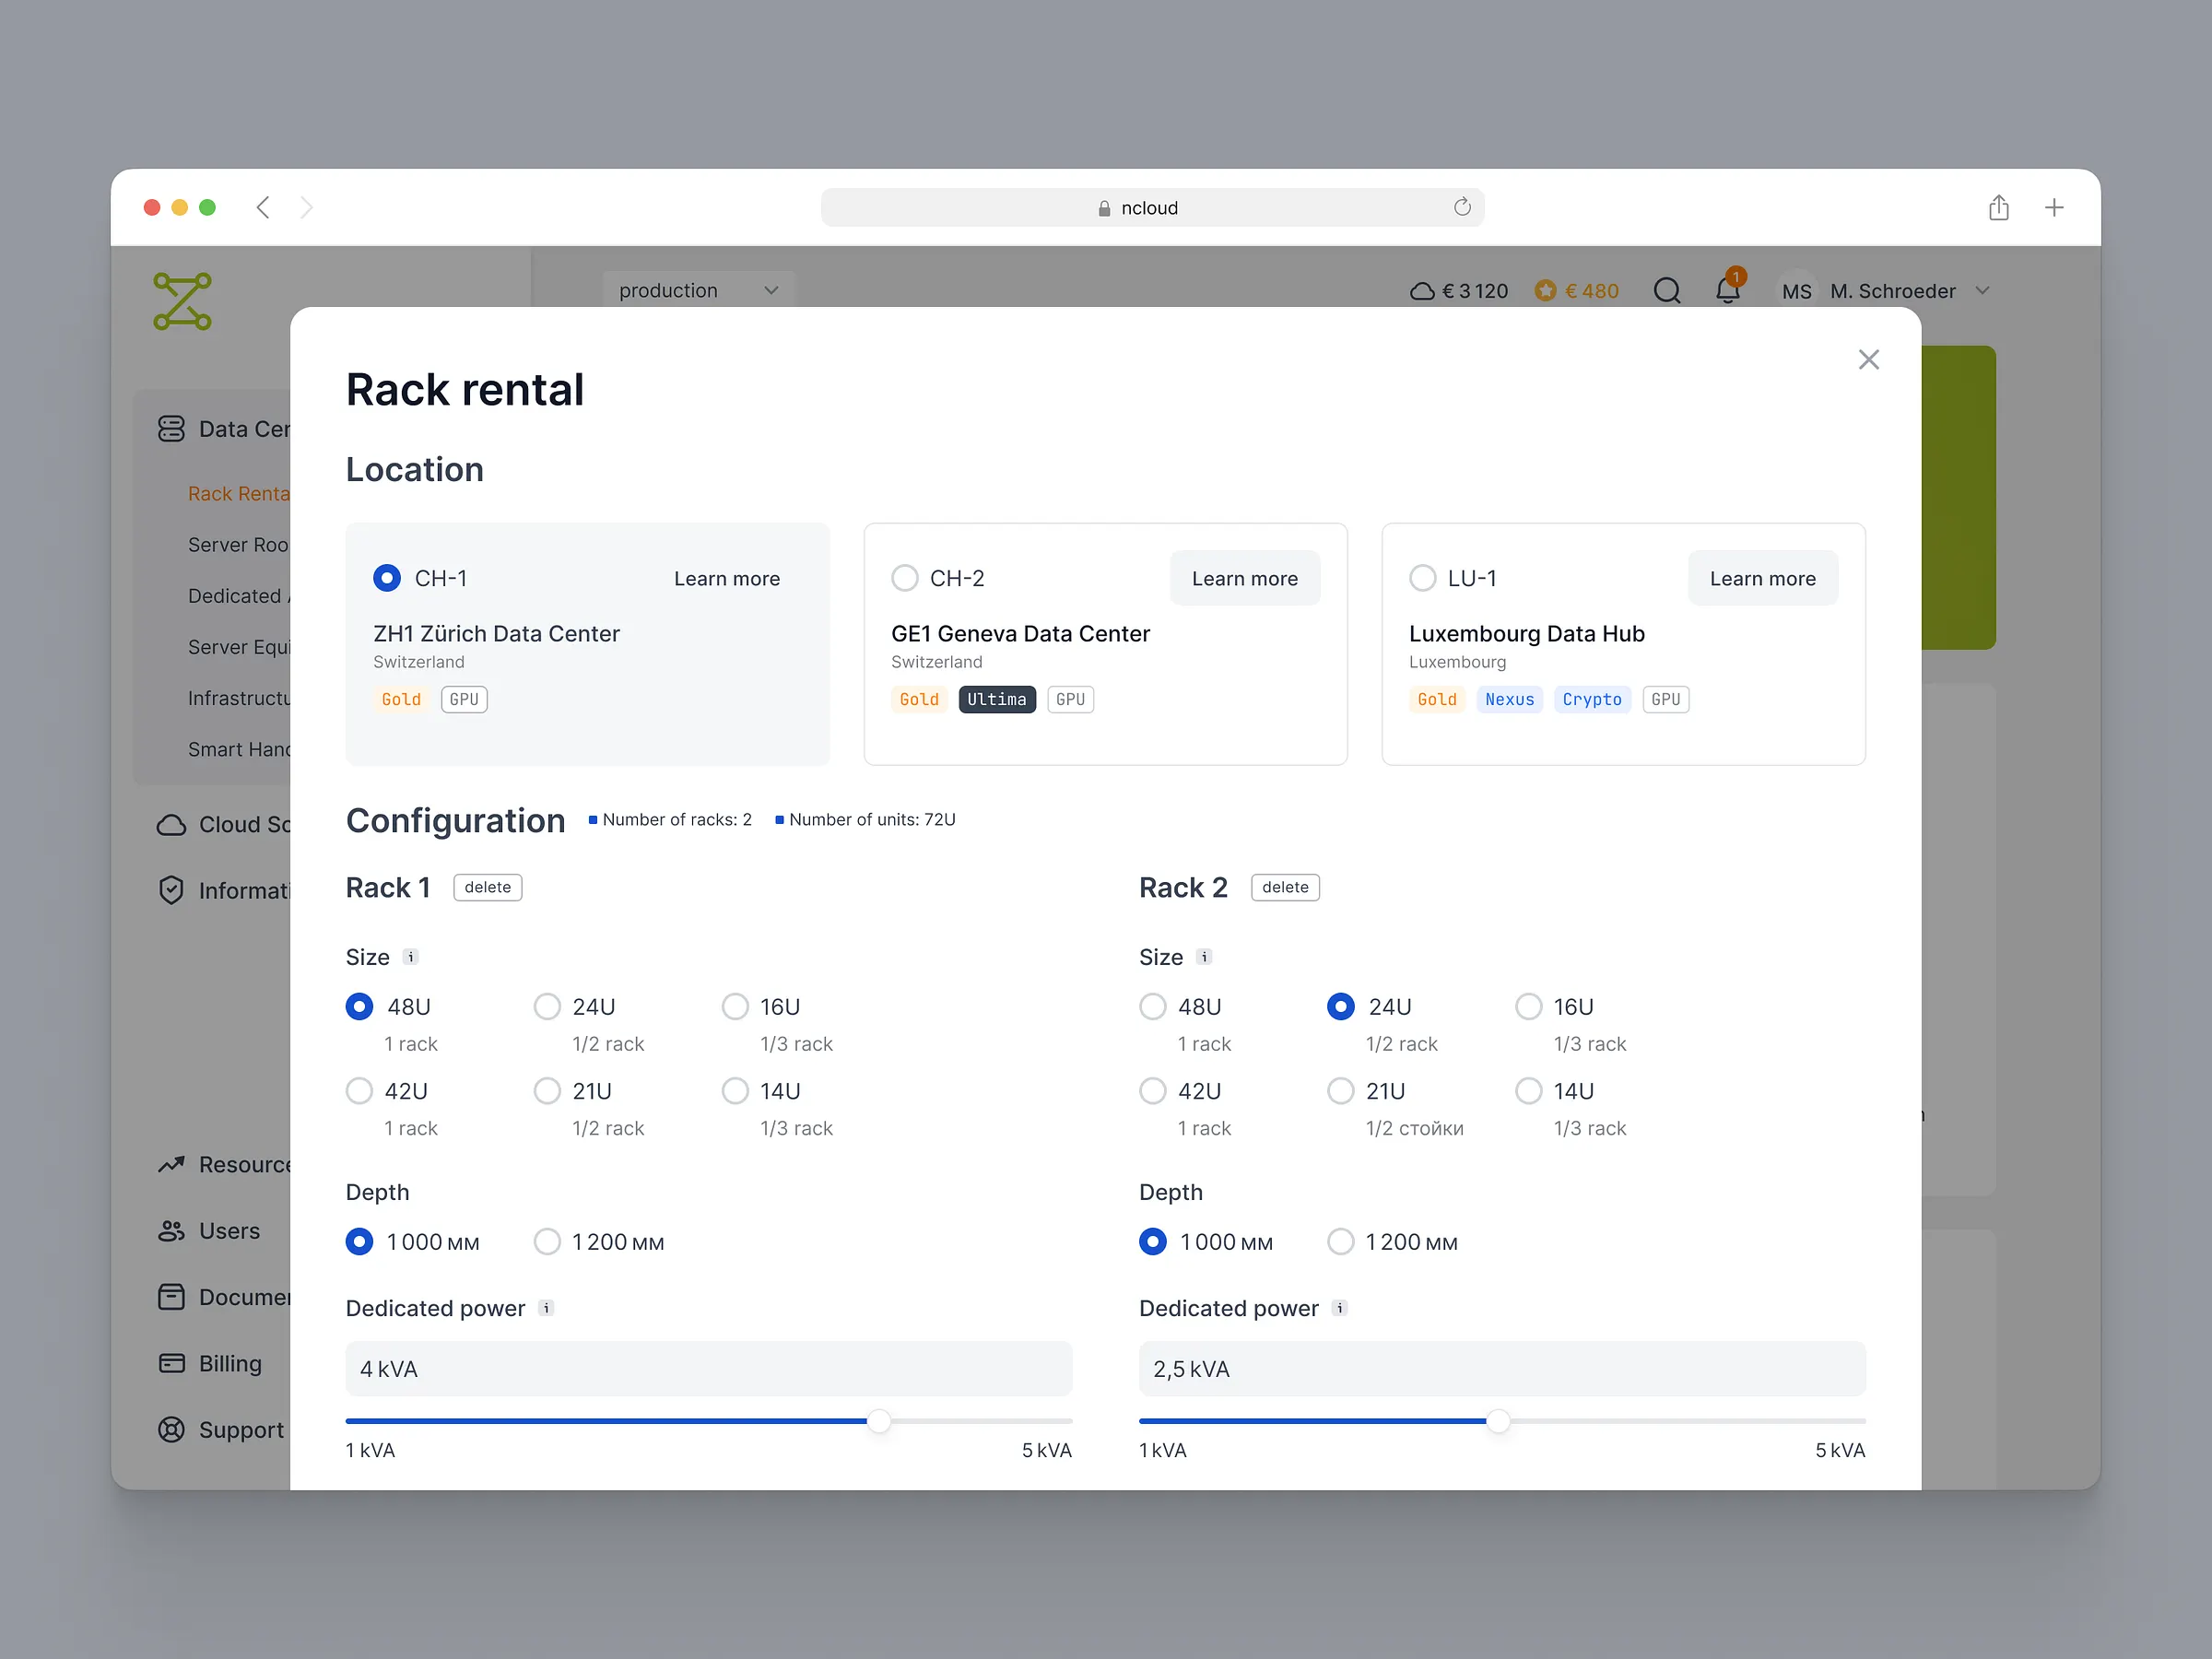 ncloud
production
€ 3 120
€ 480
1
MS
M. Schroeder
Data Cen
Rack Renta
Server Roo
Dedicated
Server Equi
Infrastructu
Smart Hand
Cloud So
Informati
Resource
Users
Documen
Billing
Support
Rack rental
Location
CH-1
Learn more
ZH1 Zürich Data Center
Switzerland
Gold GPU
CH-2
Learn more
GE1 Geneva Data Center
Switzerland
Gold Ultima GPU
LU-1
Learn more
Luxembourg Data Hub
Luxembourg
Gold Nexus Crypto GPU
Configuration
Number of racks: 2
Number of units: 72U
Rack 1
delete
Size i
48U 24U 16U
1 rack 1/2 rack 1/3 rack
42U 21U 14U
1 rack 1/2 rack 1/3 rack
Depth
1 000 мм 1 200 мм
Dedicated power i
4 kVA
1 kVA 5 kVA
Rack 2
delete
Size i
48U 24U 16U
1 rack 1/2 rack 1/3 rack
42U 21U 14U
1 rack 1/2 стойки 1/3 rack
Depth
1 000 мм 1 200 мм
Dedicated power i
2,5 kVA
1 kVA 5 kVA